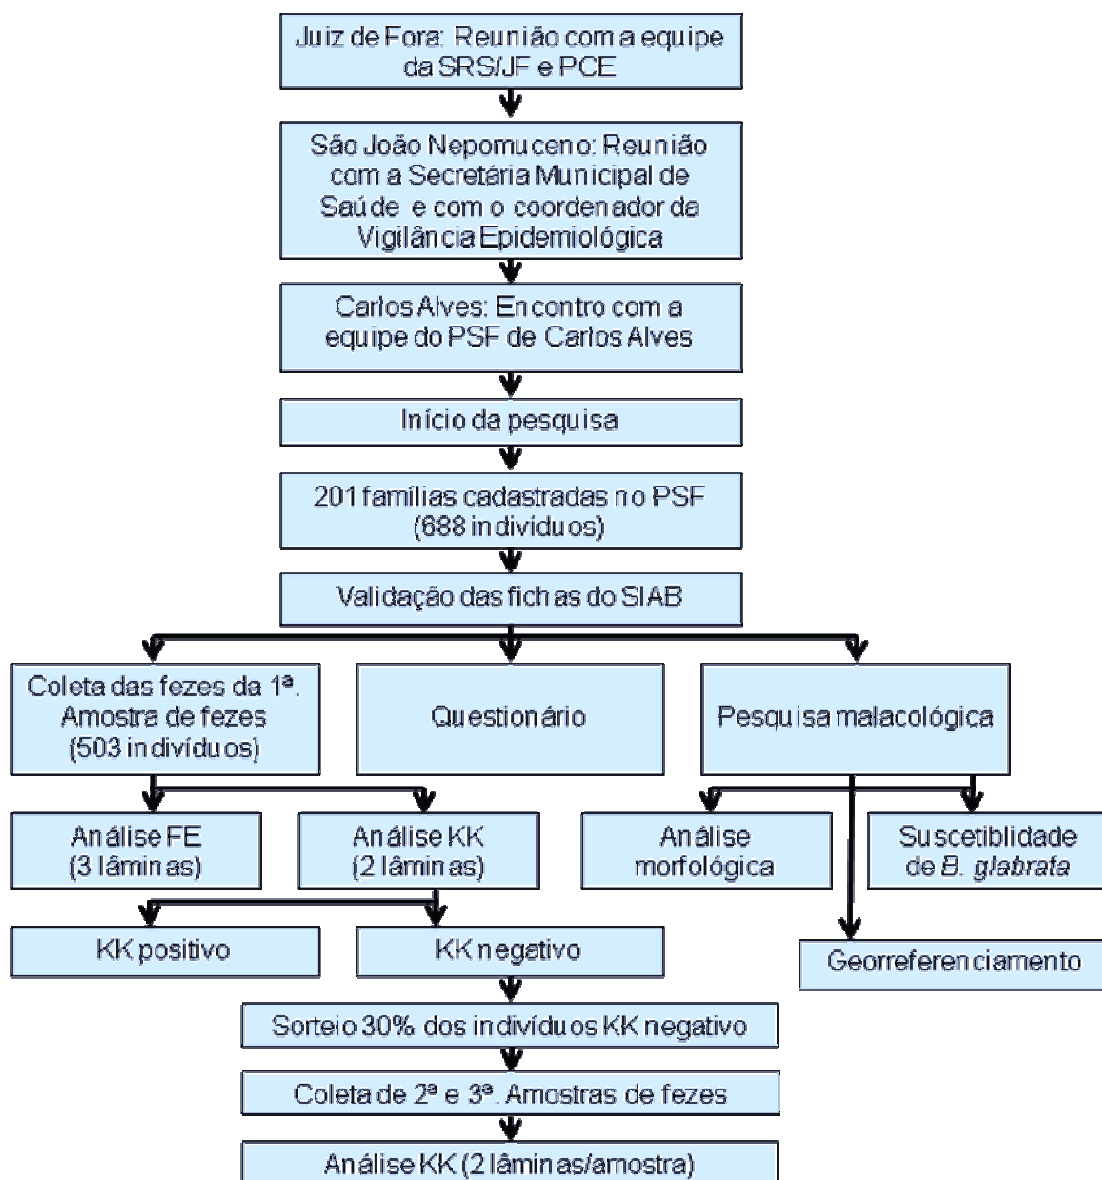 Juiz de Fora: Reunião com a equipe
da SRS/JF e PCE
São João Nepomuceno: Reunião
com a Secretária Municipal de
Saúde e com o coordenador da
Vigilância Epidemiológica
Carlos Alves: Encontro com a
equipe do PSF de Carlos Alves
Início da pesquisa
201 famílias cadastradas no PSF
(688 indivíduos)
Validação das fichas do SIAB
Coleta das fezes da 1ª.
Amostra de fezes
(503 indivíduos)
Questionário
Pesquisa malacológica
Análise FE
(3 lâminas)
Análise KK
(2 lâminas)
Análise
morfológica
Suscetiblidade
de B. glabrata
KK positivo
KK negativo
Georreferenciamento
Sorteio 30% dos indivíduos KK negativo
Coleta de 2ª e 3ª. Amostras de fezes
Análise KK (2 lâminas/amostra)